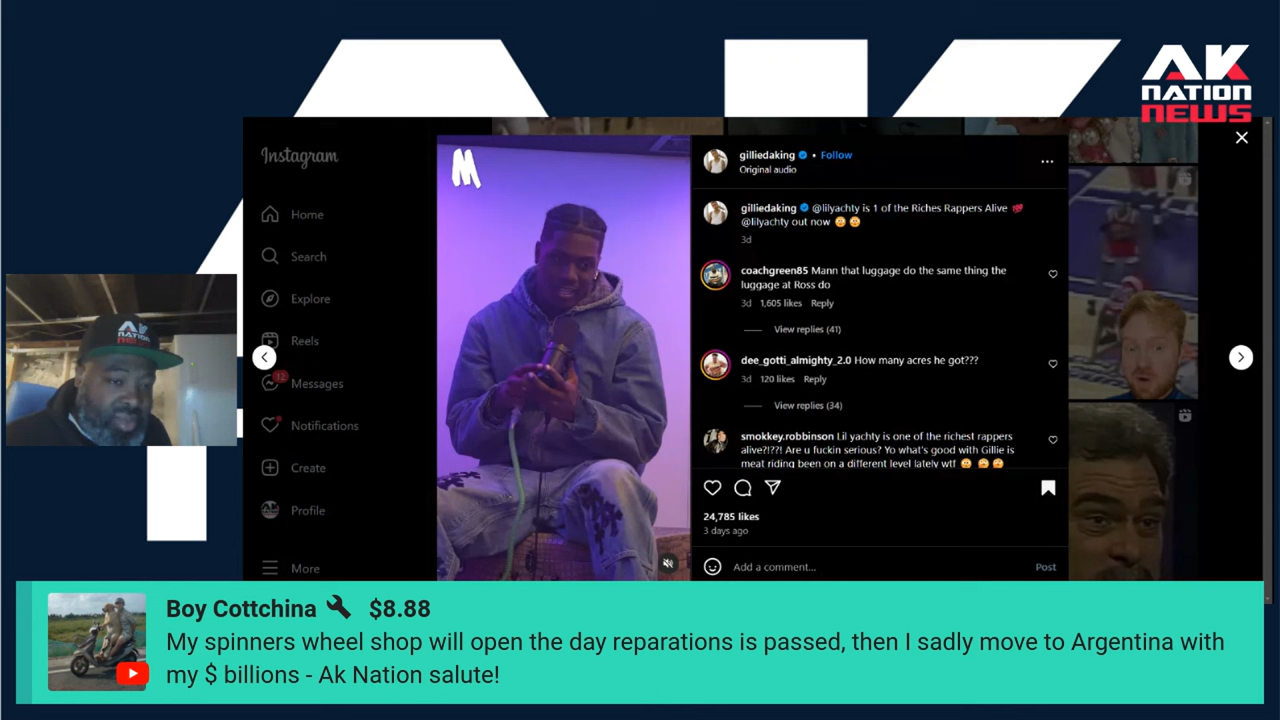 AK
NATION
NEWS
Instagram
Home
Search
Explore
Reels
12
Messages
Notifications
Create
Profile
More
M
gilliedaking • Follow
Original audio
gilliedaking @lilyachty is 1 of the Riches Rappers Alive 💯
@lilyachty out now
3d
coachgreen85 Mann that luggage do the same thing the
luggage at Ross do
3d 1,605 likes Reply
View replies (41)
dee_gotti_almighty_2.0 How many acres he got???
3d 120 likes Reply
View replies (34)
smokkey.robbinson Lil yachty is one of the richest rappers
alive?!??! Are u fuckin serious? Yo what's good with Gillie is
meat riding been on a different level lately wtf
24,785 likes
3 days ago
Add a comment...
Post
AK
NATION
Boy Cottchina $8.88
My spinners wheel shop will open the day reparations is passed, then I sadly move to Argentina with
my $ billions - Ak Nation salute!